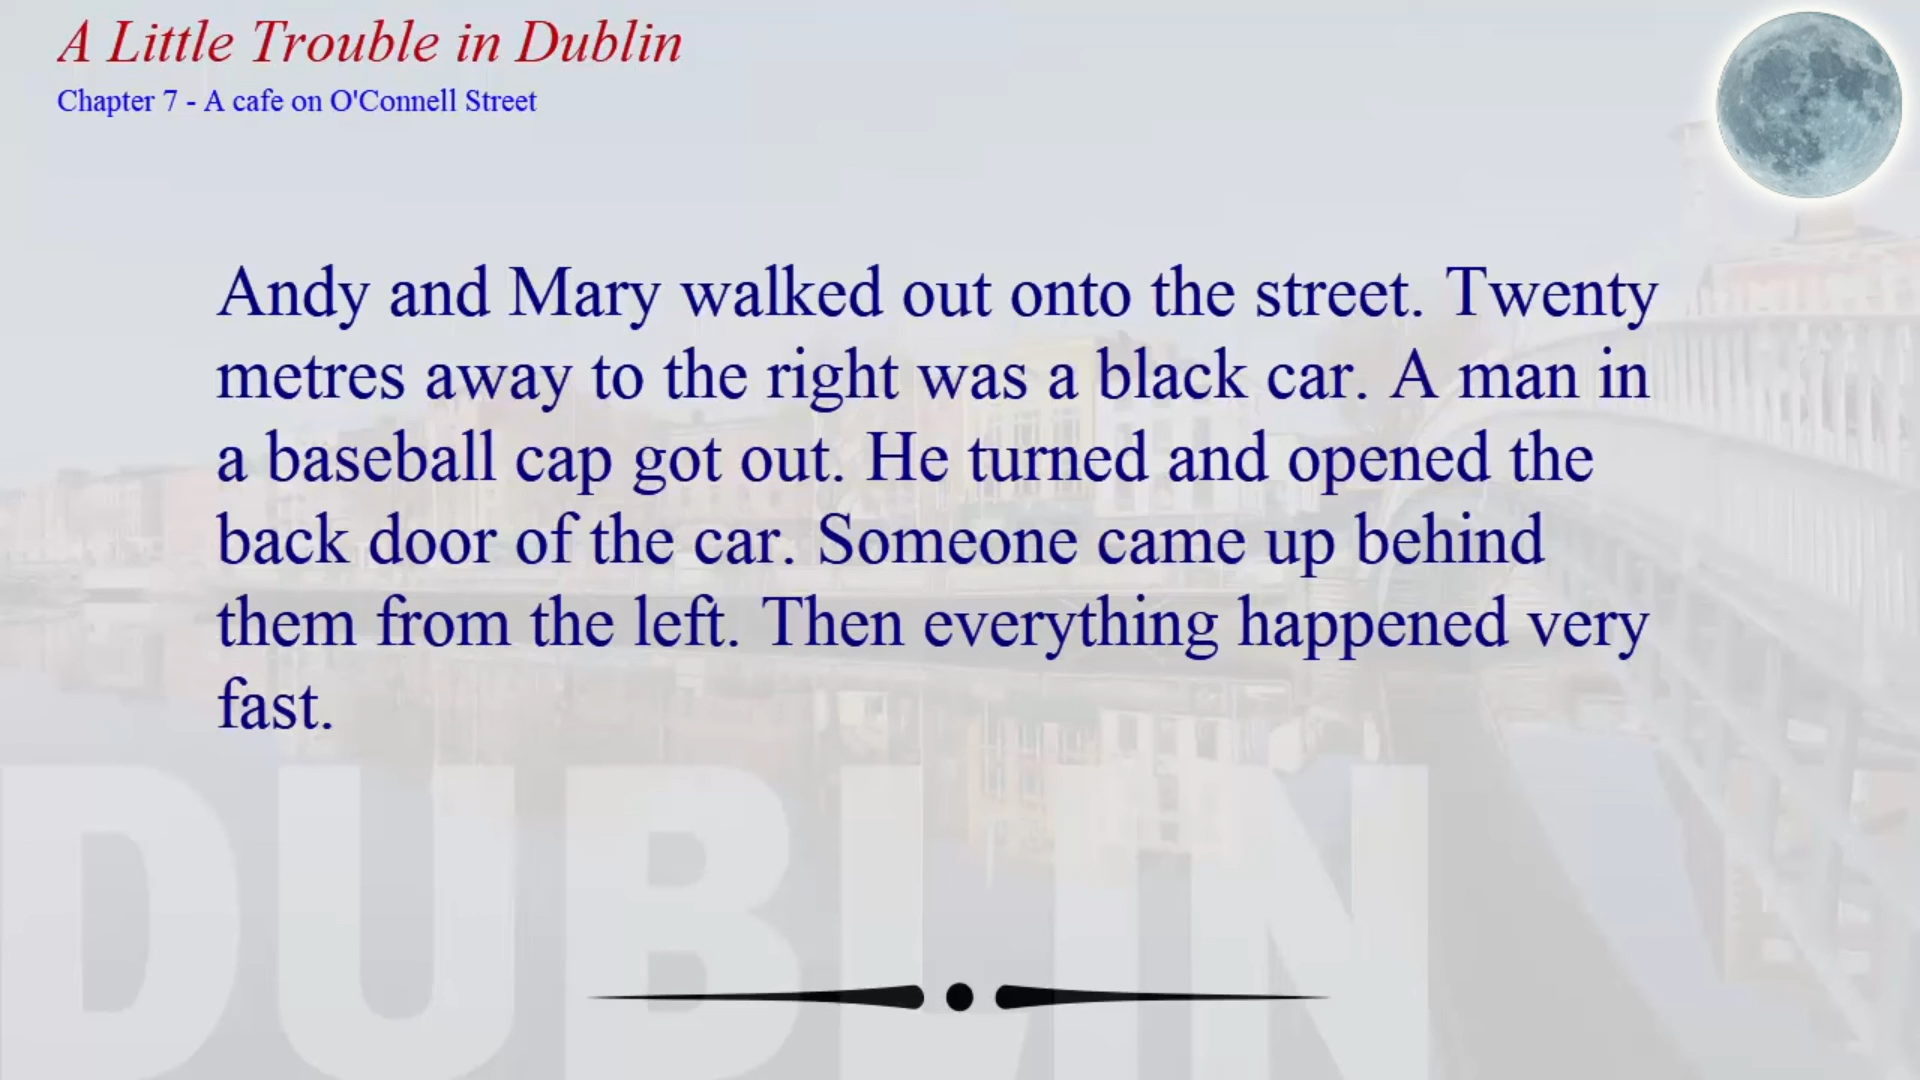 A Little Trouble in Dublin
Chapter 7 - A cafe on O'Connell Street
Andy and Mary walked out onto the street. Twenty
metres away to the right was a black car. A man in
a baseball cap got out. He turned and opened the
back door of the car. Someone came up behind
them from the left. Then everything happened very
fast.
DUBLIN